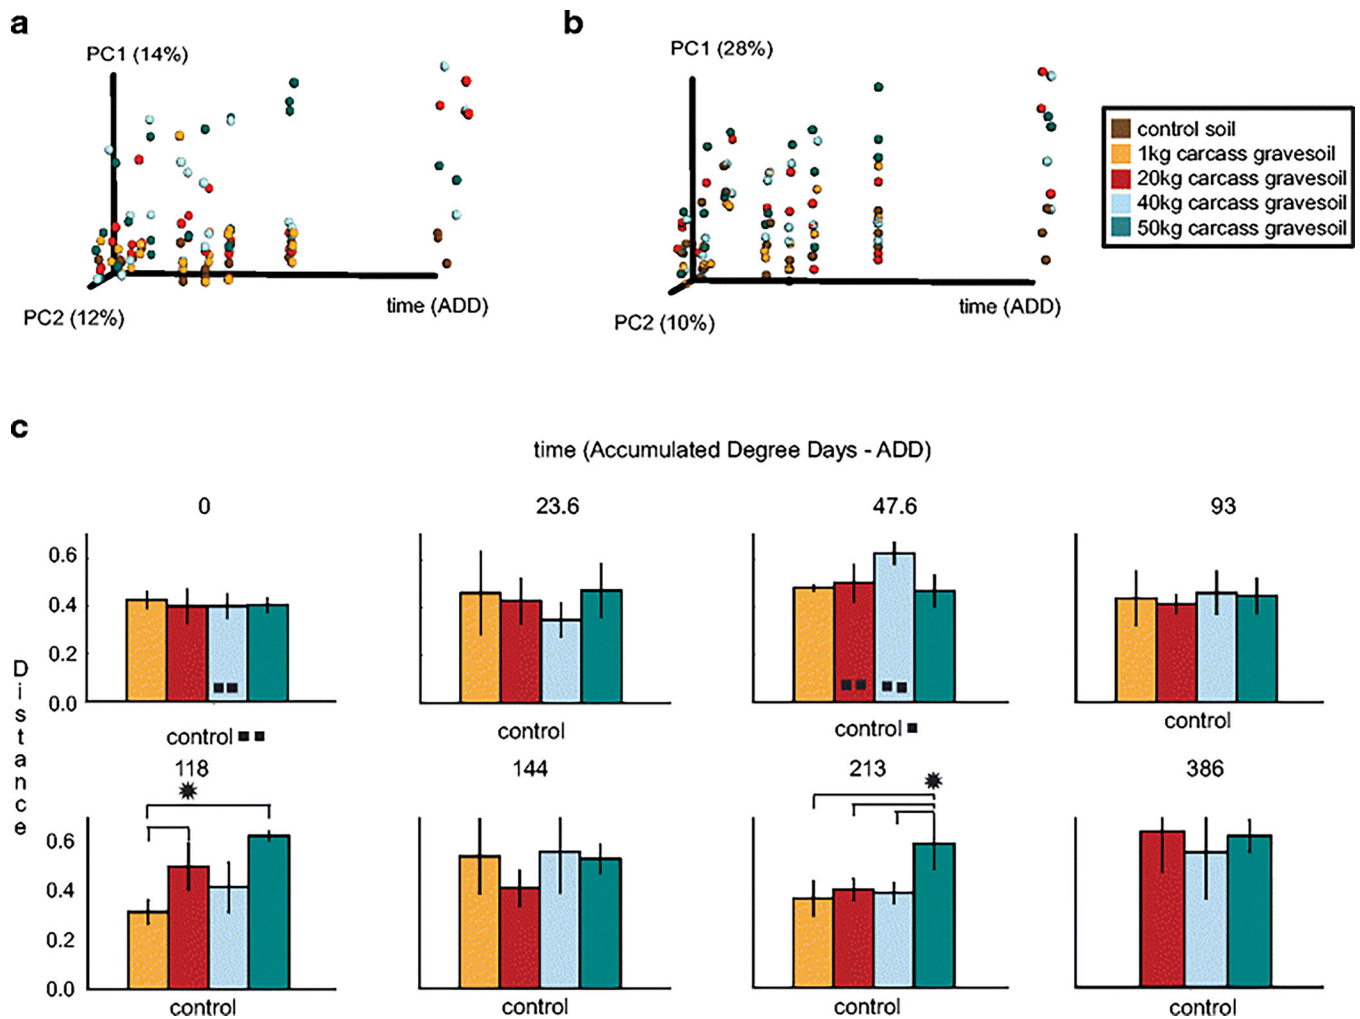 a
b
PC1 (14%)
PC1 (28%)
control soil
1kg carcass gravesoil
20kg carcass gravesoil
40kg carcass gravesoil
50kg carcass gravesoil
time (ADD)
time (ADD)
PC2 (12%)
PC2 (10%)
c
time (Accumulated Degree Days - ADD)
0
23.6
47.6
93
0.6
0.4
0.2
0.0
Distance
control
control
control
control
118
144
213
386
0.6
0.4
0.2
0.0
control
control
control
control